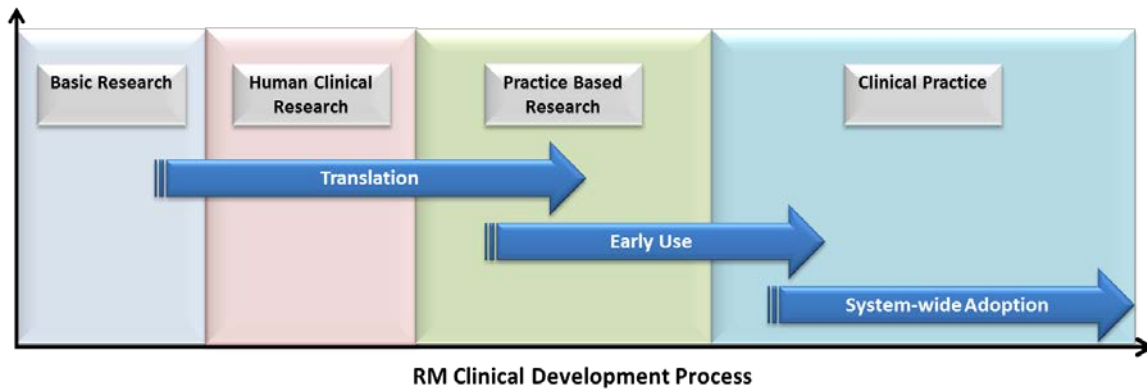 Basic Research
Human Clinical
Research
Practice Based
Research
Clinical Practice
Translation
Early Use
System-wide Adoption
RM Clinical Development Process